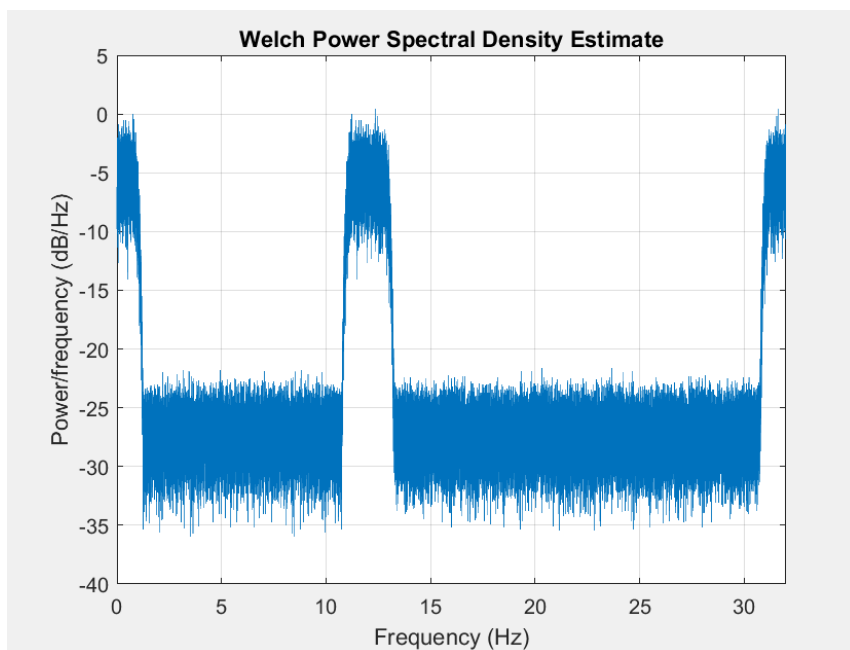 Welch Power Spectral Density Estimate
5
0
-5
-10
-15
-20
-25
-30
-35
-40
Power/frequency (dB/Hz)
0 5 10 15 20 25 30
Frequency (Hz)